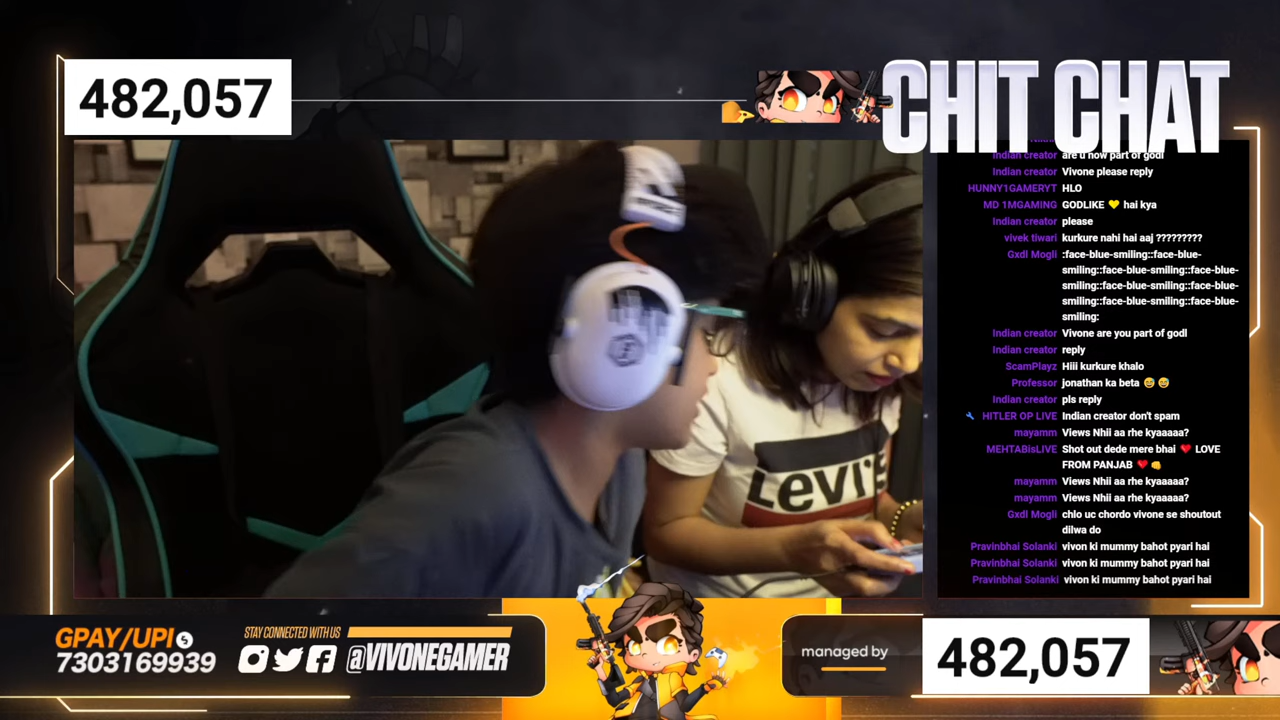 482,057
CHIT CHAT
Indian creator are u now part of godl
Indian creator Vivone please reply
HUNNY1GAMERYT HLO
MD 1MGAMING GODLIKE 💛 hai kya
Indian creator please
vivek tiwari kurkure nahi hai aaj ?????????
Gxdl Mogli :face-blue-smiling::face-blue-
smiling::face-blue-smiling::face-blue-
smiling::face-blue-smiling::face-blue-
smiling::face-blue-smiling::face-blue-
smiling:
Indian creator Vivone are you part of godl
Indian creator reply
ScamPlayz Hiii kurkure khalo
Professor jonathan ka beta 😅 😅
Indian creator pls reply
HITLER OP LIVE Indian creator don't spam
mayamm Views Nhii aa rhe kyaaaaa?
MEHTABisLIVE Shot out dede mere bhai ❤️ LOVE
FROM PANJAB ❤️ 👊
mayamm Views Nhii aa rhe kyaaaaa?
mayamm Views Nhii aa rhe kyaaaaa?
Gxdl Mogli chlo uc chordo vivone se shoutout
dilwa do
Pravinbhai Solanki vivon ki mummy bahot pyari hai
Pravinbhai Solanki vivon ki mummy bahot pyari hai
Pravinbhai Solanki vivon ki mummy bahot pyari hai
Levi's
GPAY/UPI
7303169939
STAY CONNECTED WITH US
@VIVONEGAMER
managed by
482,057